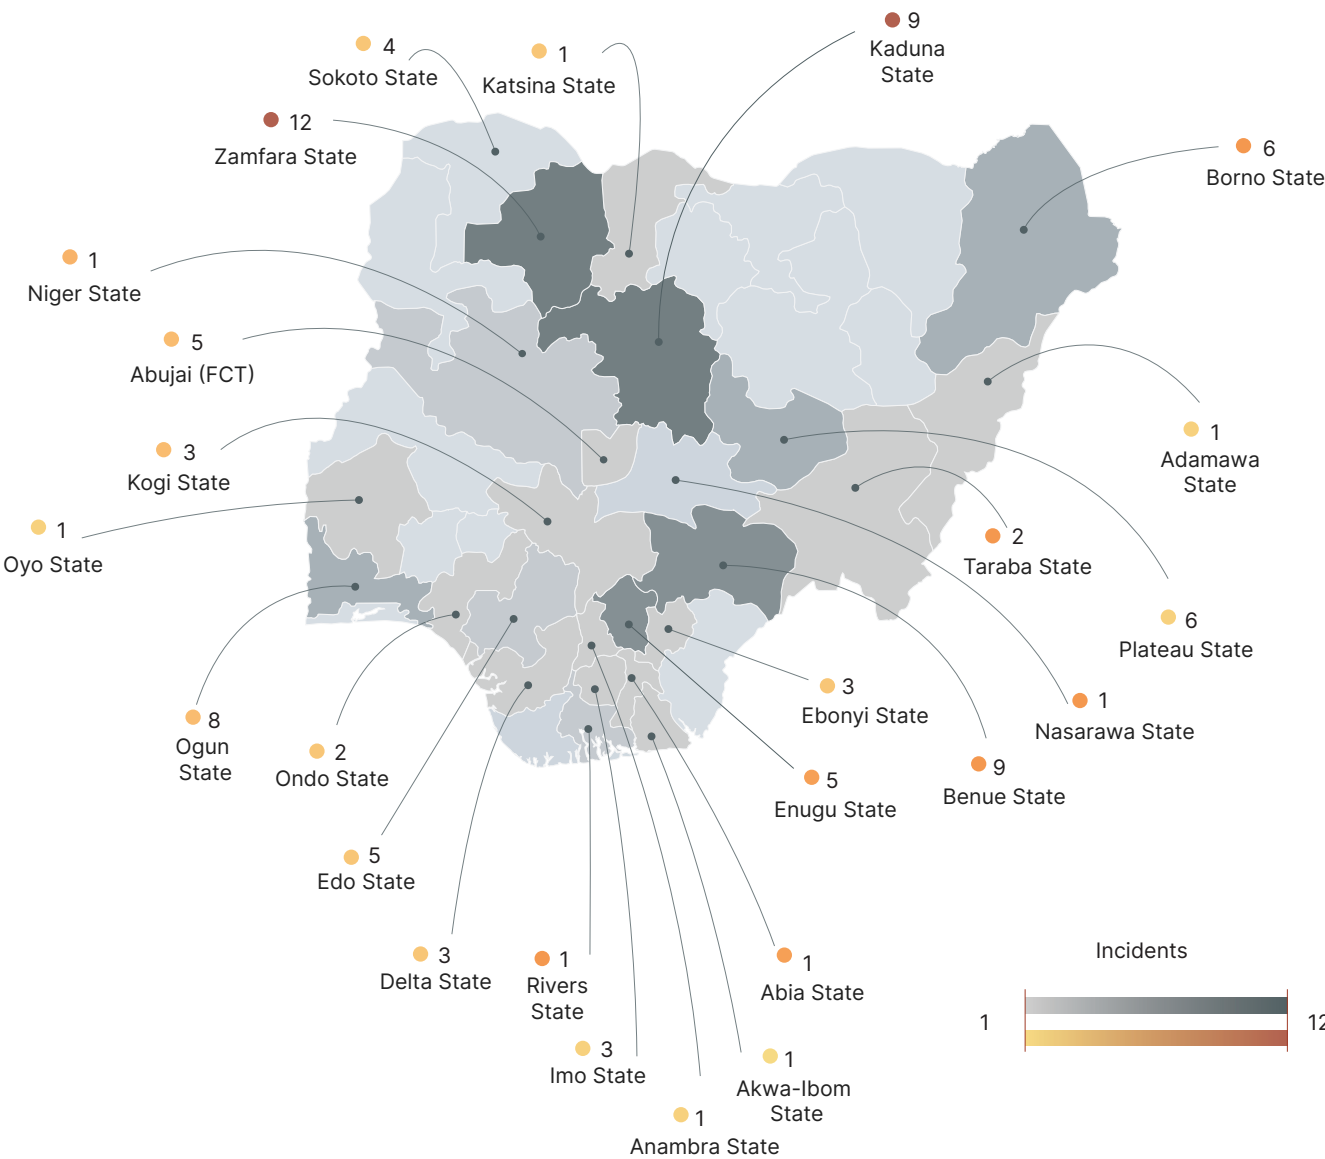 9
Kaduna
State
4
Sokoto State
1
Katsina State
12
Zamfara State
6
Borno State
1
Niger State
5
Abujai (FCT)
3
Kogi State
1
Adamawa
State
1
Oyo State
2
Taraba State
6
Plateau State
3
Ebonyi State
1
Nasarawa State
8
Ogun
State
2
Ondo State
5
Enugu State
9
Benue State
5
Edo State
3
Delta State
1
Rivers
State
1
Abia State
3
Imo State
1
Akwa-Ibom
State
1
Anambra State
Incidents
1
12